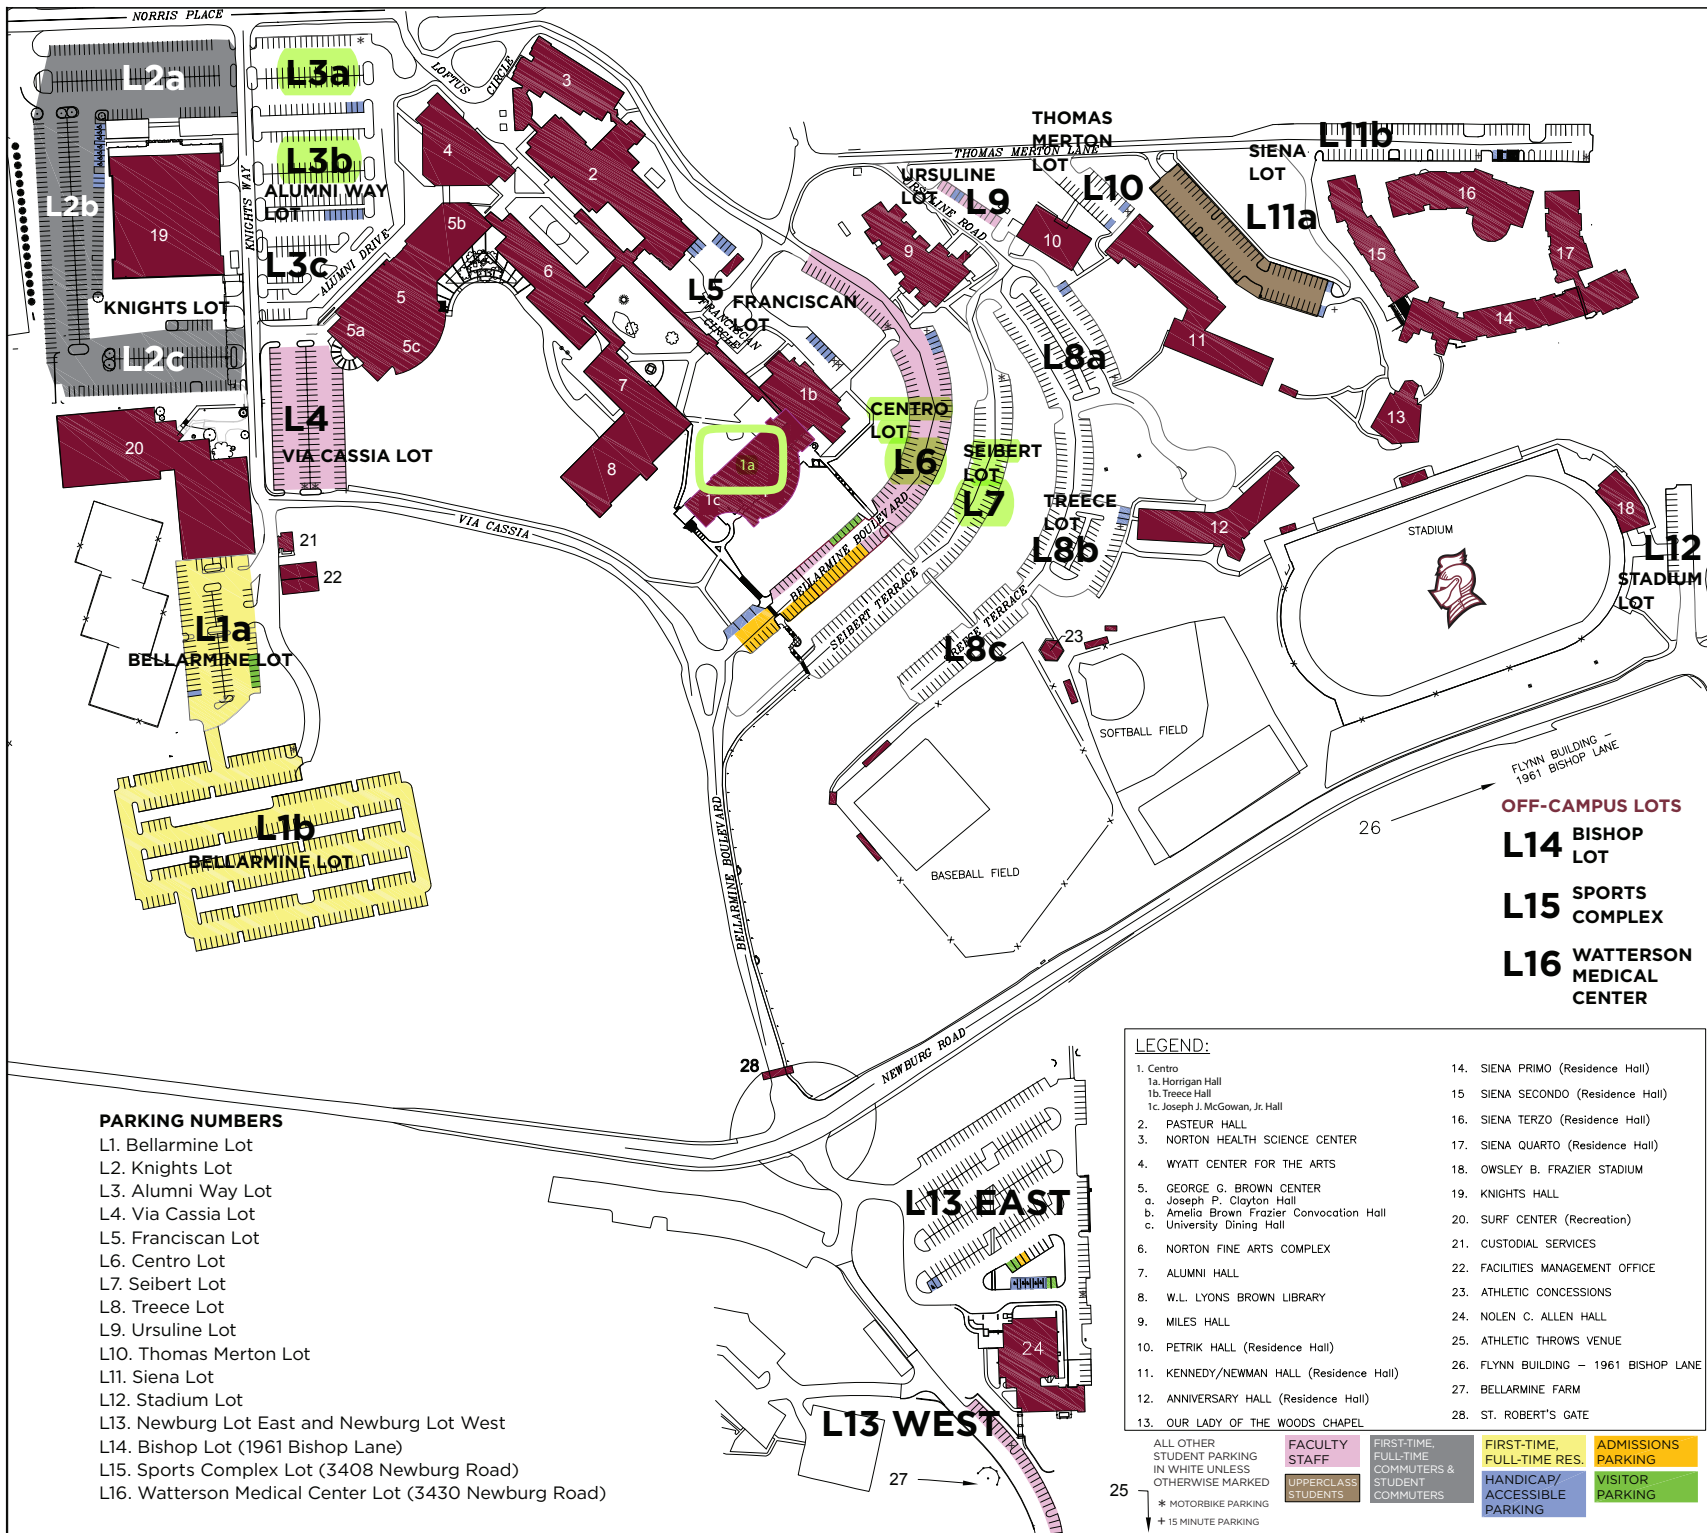 NORRIS PLACE
L2a
L3a
LOFTUS CIRCLE
3
THOMAS
MERTON
LOT
L11b
THOMAS MERTON LANE
SIENA
LOT
L3b
4
2
URSULINE
LOT
URSULINE ROAD
L9
L10
L11a
16
ALUMNI WAY
LOT
KNIGHTS WAY
L2b
19
5b
9
10
15
17
L3c
ALUMNI DRIVE
6
L5
FRANCISCAN
LOT
FRANCISCAN
CIRCLE
KNIGHTS LOT
5
5a
5c
11
14
L2c
L8a
7
1b
13
L4
CENTRO
LOT
20
VIA CASSIA LOT
8
1a
L6
SEIBERT
LOT
1c
L7
TREECE
LOT
12
18
STADIUM
VIA CASSIA
BELLARMINE BOULEVARD
L8b
L12
STADIUM
LOT
21
22
SEIBERT TERRACE
TREECE TERRACE
L1a
BELLARMINE LOT
L8c
23
SOFTBALL FIELD
FLYNN BUILDING –
1961 BISHOP LANE
26
L1b
BELLARMINE LOT
BELLARMINE BOULEVARD
BASEBALL FIELD
OFF-CAMPUS LOTS
L14 BISHOP
LOT
L15 SPORTS
COMPLEX
L16 WATTERSON
MEDICAL
CENTER
28
NEWBURG ROAD
PARKING NUMBERS
L1. Bellarmine Lot
L2. Knights Lot
L3. Alumni Way Lot
L4. Via Cassia Lot
L5. Franciscan Lot
L6. Centro Lot
L7. Seibert Lot
L8. Treece Lot
L9. Ursuline Lot
L10. Thomas Merton Lot
L11. Siena Lot
L12. Stadium Lot
L13. Newburg Lot East and Newburg Lot West
L14. Bishop Lot (1961 Bishop Lane)
L15. Sports Complex Lot (3408 Newburg Road)
L16. Watterson Medical Center Lot (3430 Newburg Road)
L13 EAST
24
L13 WEST
27
25
LEGEND:
1. Centro
1a. Horrigan Hall
1b. Treece Hall
1c. Joseph J. McGowan, Jr. Hall
2. PASTEUR HALL
3. NORTON HEALTH SCIENCE CENTER
4. WYATT CENTER FOR THE ARTS
5. GEORGE G. BROWN CENTER
a. Joseph P. Clayton Hall
b. Amelia Brown Frazier Convocation Hall
c. University Dining Hall
6. NORTON FINE ARTS COMPLEX
7. ALUMNI HALL
8. W.L. LYONS BROWN LIBRARY
9. MILES HALL
10. PETRIK HALL (Residence Hall)
11. KENNEDY/NEWMAN HALL (Residence Hall)
12. ANNIVERSARY HALL (Residence Hall)
13. OUR LADY OF THE WOODS CHAPEL
14. SIENA PRIMO (Residence Hall)
15 SIENA SECONDO (Residence Hall)
16. SIENA TERZO (Residence Hall)
17. SIENA QUARTO (Residence Hall)
18. OWSLEY B. FRAZIER STADIUM
19. KNIGHTS HALL
20. SURF CENTER (Recreation)
21. CUSTODIAL SERVICES
22. FACILITIES MANAGEMENT OFFICE
23. ATHLETIC CONCESSIONS
24. NOLEN C. ALLEN HALL
25. ATHLETIC THROWS VENUE
26. FLYNN BUILDING – 1961 BISHOP LANE
27. BELLARMINE FARM
28. ST. ROBERT'S GATE
ALL OTHER
STUDENT PARKING
IN WHITE UNLESS
OTHERWISE MARKED
* MOTORBIKE PARKING
+ 15 MINUTE PARKING
FACULTY
STAFF
UPPERCLASS
STUDENTS
FIRST-TIME,
FULL-TIME
COMMUTERS &
STUDENT
COMMUTERS
FIRST-TIME,
FULL-TIME RES.
HANDICAP/
ACCESSIBLE
PARKING
ADMISSIONS
PARKING
VISITOR
PARKING